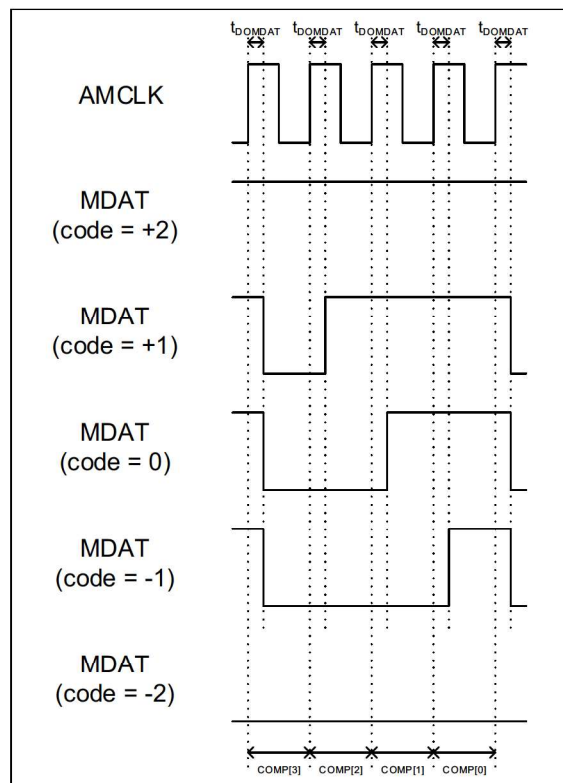 tDOMDAT tDOMDAT tDOMDAT tDOMDAT tDOMDAT
AMCLK
MDAT
(code = +2)
MDAT
(code = +1)
MDAT
(code = 0)
MDAT
(code = -1)
MDAT
(code = -2)
COMP[3] COMP[2] COMP[1] COMP[0]